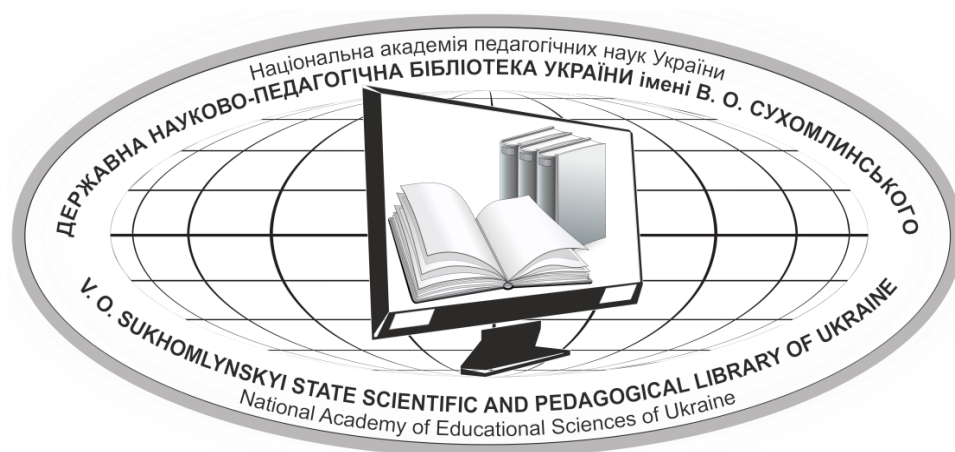 Національна академія педагогічних наук України
ДЕРЖАВНА НАУКОВО-ПЕДАГОГІЧНА БІБЛІОТЕКА УКРАЇНИ імені В. О. СУХОМЛИНСЬКОГО
V. O. SUKHOMLYNSKYI STATE SCIENTIFIC AND PEDAGOGICAL LIBRARY OF UKRAINE
National Academy of Educational Sciences of Ukraine